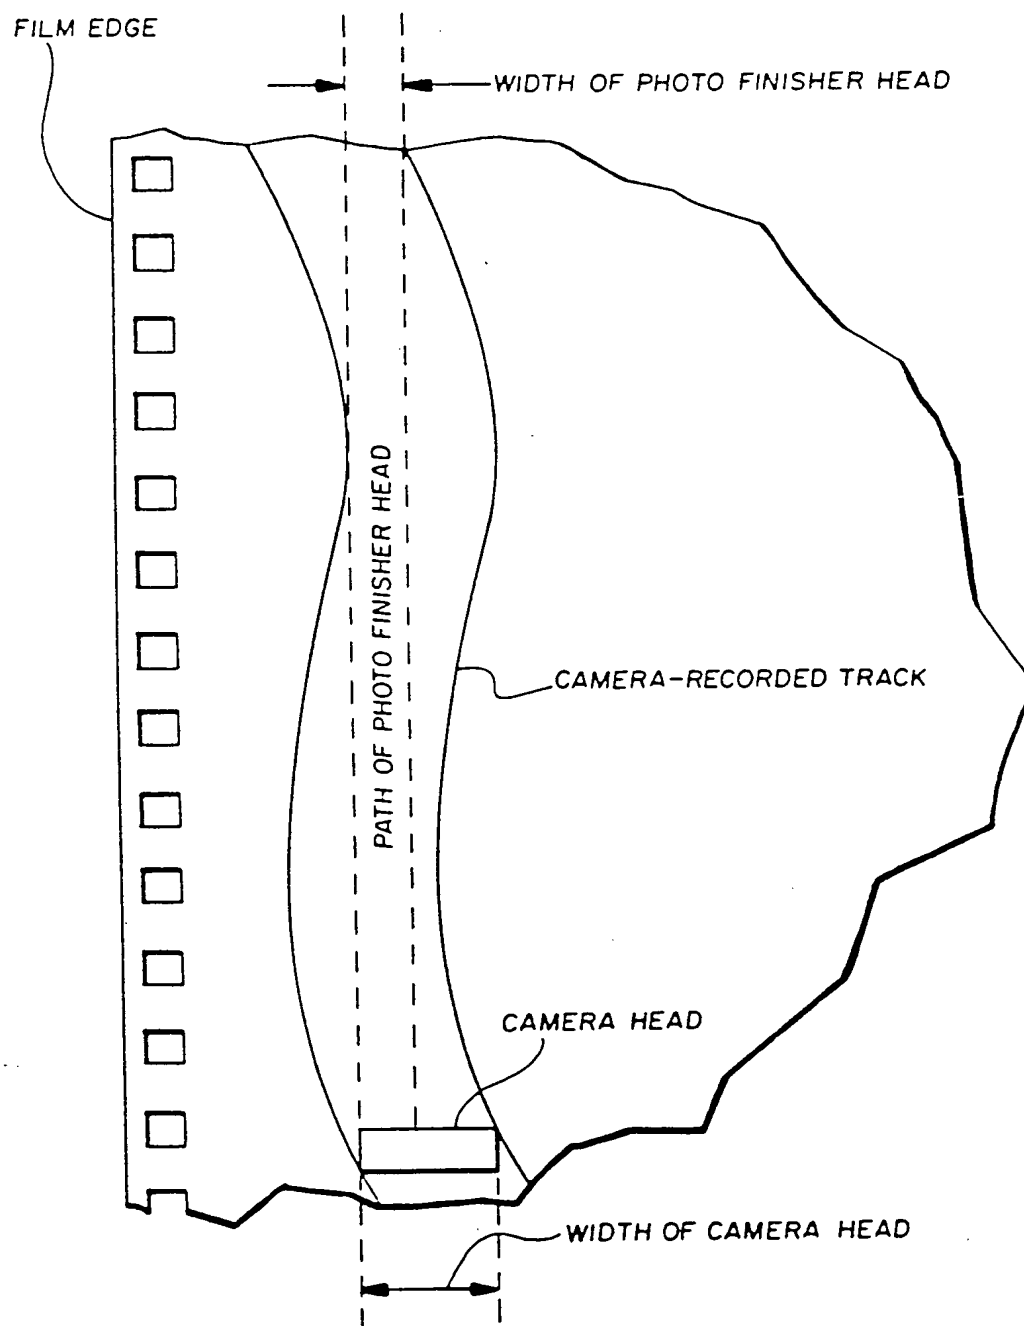 FILM EDGE
WIDTH OF PHOTO FINISHER HEAD
PATH OF PHOTO FINISHER HEAD
CAMERA-RECORDED TRACK
CAMERA HEAD
WIDTH OF CAMERA HEAD